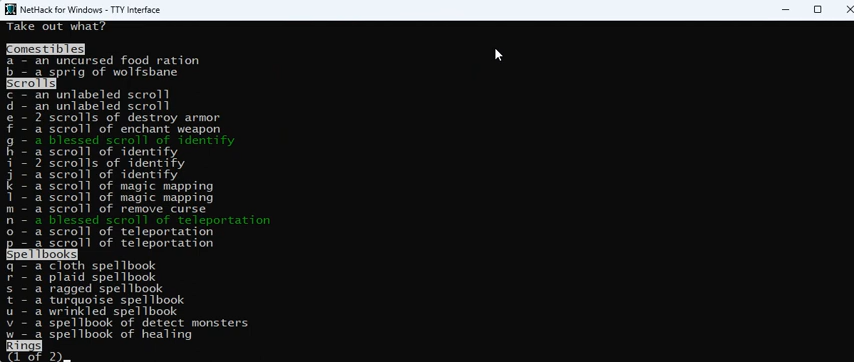 NetHack for Windows - TTY Interface
Take out what?
Comestibles
a - an uncursed food ration
b - a sprig of wolfsbane
Scrolls
c - an unlabeled scroll
d - an unlabeled scroll
e - 2 scrolls of destroy armor
f - a scroll of enchant weapon
g - a blessed scroll of identify
h - a scroll of identify
i - 2 scrolls of identify
j - a scroll of identify
k - a scroll of magic mapping
l - a scroll of magic mapping
m - a scroll of remove curse
n - a blessed scroll of teleportation
o - a scroll of teleportation
p - a scroll of teleportation
Spellbooks
q - a cloth spellbook
r - a plaid spellbook
s - a ragged spellbook
t - a turquoise spellbook
u - a wrinkled spellbook
v - a spellbook of detect monsters
w - a spellbook of healing
Rings
(1 of 2)